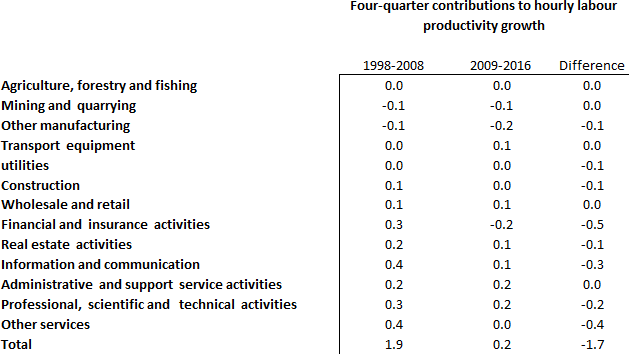 Four-quarter contributions to hourly labour
productivity growth
1998-2008 2009-2016 Difference
Agriculture, forestry and fishing 0.0 0.0 0.0
Mining and quarrying -0.1 -0.1 0.0
Other manufacturing -0.1 -0.2 -0.1
Transport equipment 0.0 0.1 0.0
utilities 0.0 0.0 -0.1
Construction 0.1 0.0 -0.1
Wholesale and retail 0.1 0.1 0.0
Financial and insurance activities 0.3 -0.2 -0.5
Real estate activities 0.2 0.1 -0.1
Information and communication 0.4 0.1 -0.3
Administrative and support service activities 0.2 0.2 0.0
Professional, scientific and technical activities 0.3 0.2 -0.2
Other services 0.4 0.0 -0.4
Total 1.9 0.2 -1.7